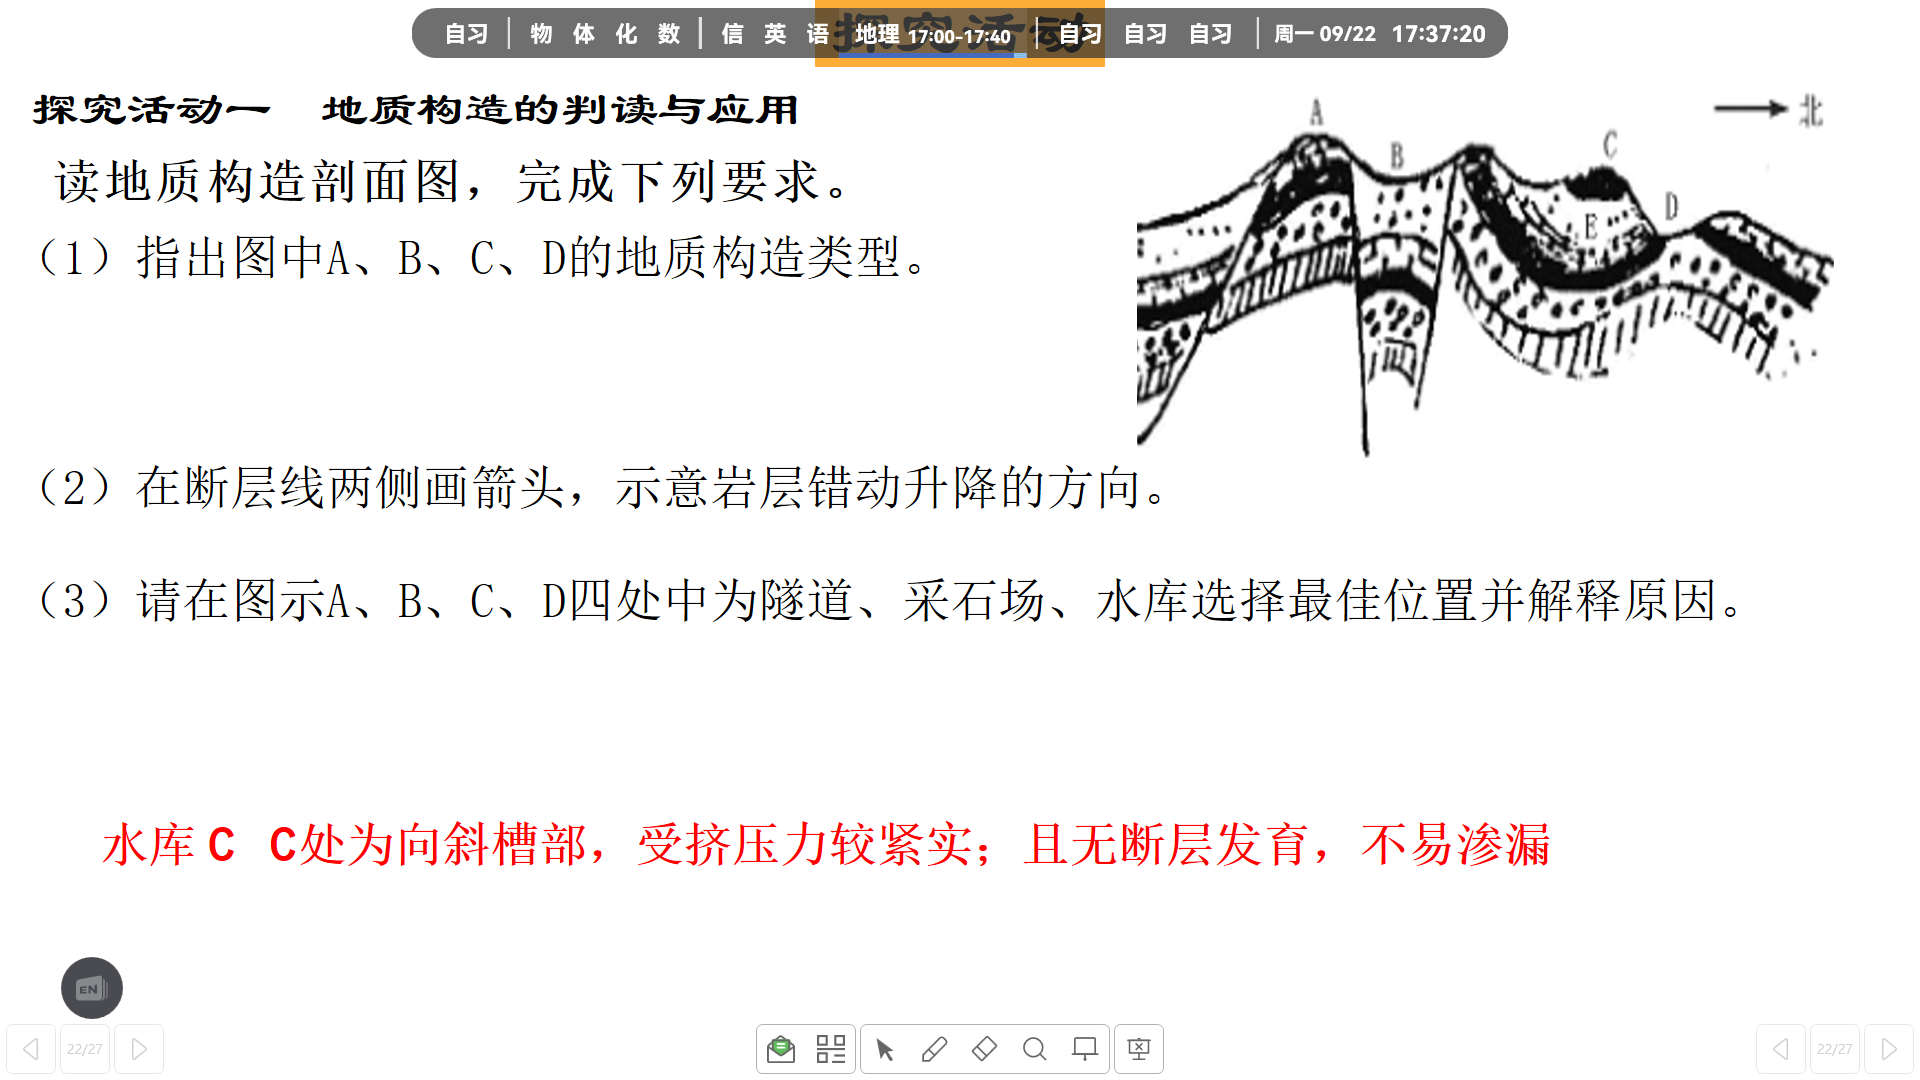 探究活动
自习 物 体 化 数 信 英 语 地理 17:00-17:40 自习 自习 自习 周一 09/22 17:37:20
探究活动一 地质构造的判读与应用
读地质构造剖面图，完成下列要求。
（1）指出图中A、B、C、D的地质构造类型。
A
B
C
D
E
北
（2）在断层线两侧画箭头，示意岩层错动升降的方向。
（3）请在图示A、B、C、D四处中为隧道、采石场、水库选择最佳位置并解释原因。
水库 C C处为向斜槽部，受挤压力较紧实；且无断层发育，不易渗漏
EN
22/27
22/27